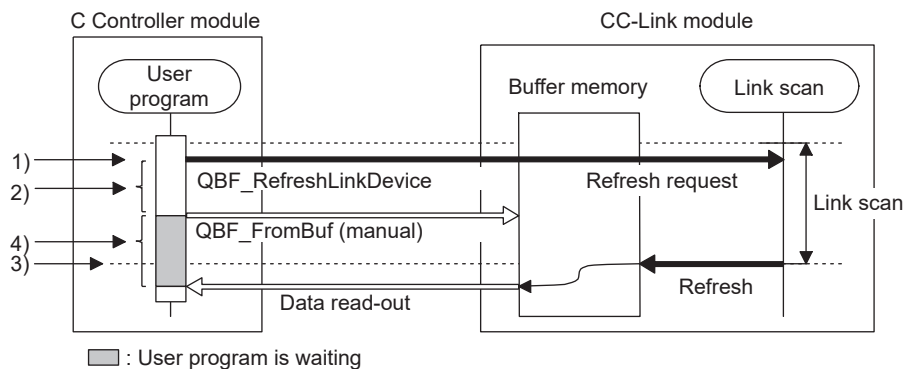 C Controller module
CC-Link module
User
program
Buffer memory
Link scan
1)
QBF_RefreshLinkDevice
Refresh request
2)
Link scan
QBF_FromBuf (manual)
4)
3)
Refresh
Data read-out
: User program is waiting